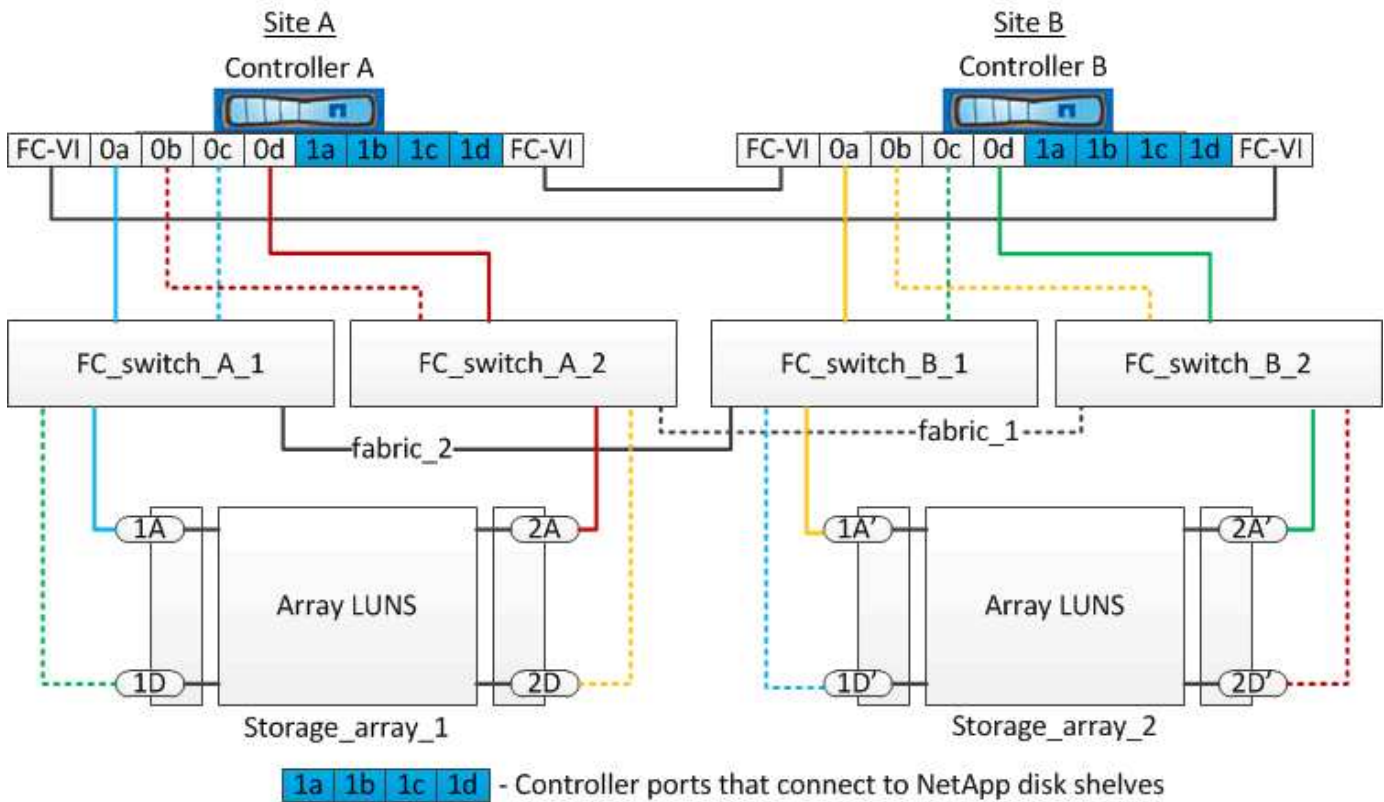 Site A
Site B
Controller A
Controller B
FC-VI 0a 0b 0c 0d 1a 1b 1c 1d FC-VI
FC-VI 0a 0b 0c 0d 1a 1b 1c 1d FC-VI
FC_switch_A_1
FC_switch_A_2
FC_switch_B_1
FC_switch_B_2
fabric_2
fabric_1
1A
2A
1A’
2A’
Array LUNS
Array LUNS
1D
2D
1D’
2D’
Storage_array_1
Storage_array_2
1a 1b 1c 1d - Controller ports that connect to NetApp disk shelves